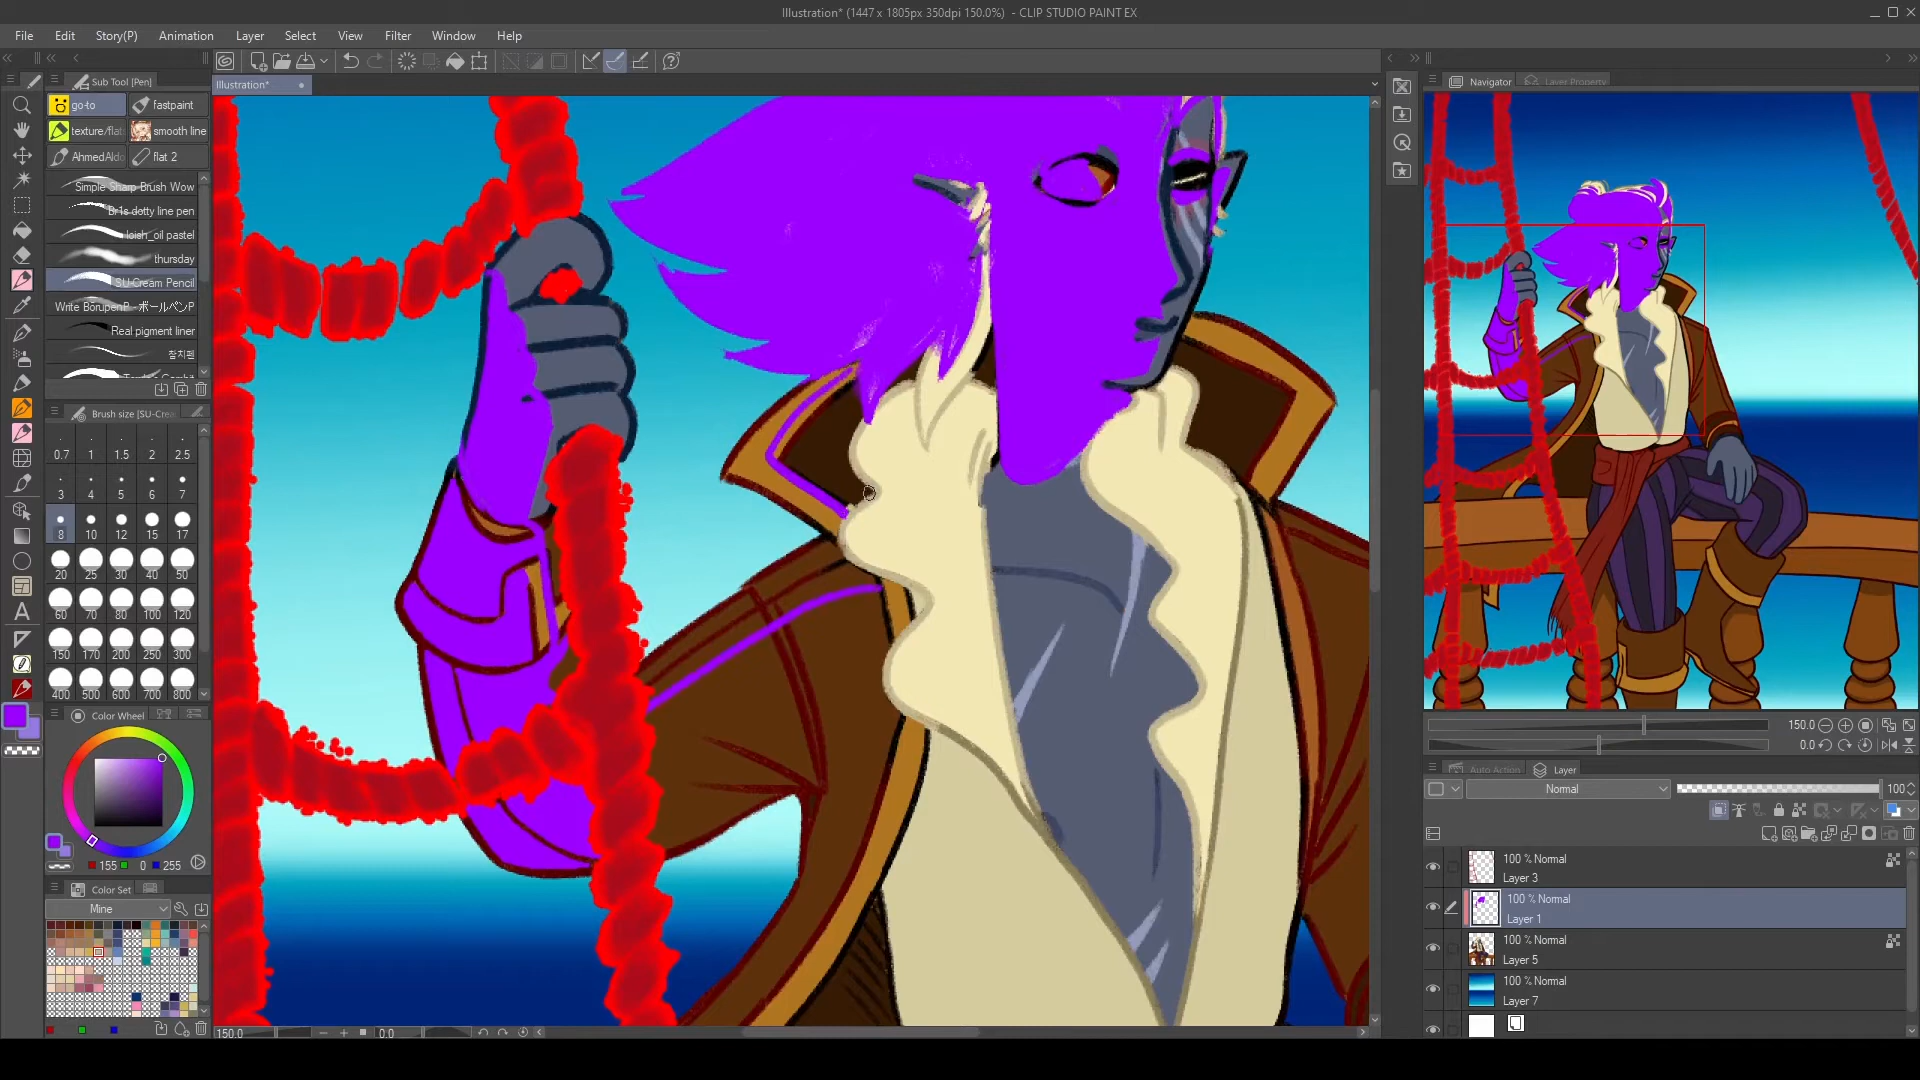 Illustration* (1447 x 1805px 350dpi 150.0%) - CLIP STUDIO PAINT EX
File Edit Story(P) Animation Layer Select View Filter Window Help
Sub Tool [Pen]
Illustration*
Navigator Layer Property
go-to fastpaint
texture/flats smooth line
AhmedAldo flat 2
Simple Sharp Brush Wow
Br1s dotty line pen
loish_oil pastel
thursday
SU-Cream Pencil
Write BorupenP -ボールペンP
Real pigment liner
참치펜
Brush size [SU-Crea
0.7 1 1.5 2 2.5
3 4 5 6 7
8 10 12 15 17
20 25 30 40 50
60 70 80 100 120
150 170 200 250 300
400 500 600 700 800
Color Wheel
155 0 255
Color Set
Mine
150.0 0.0
150.0
0.0
Auto Action Layer
Normal 100
100 % Normal
Layer 3
100 % Normal
Layer 1
100 % Normal
Layer 5
100 % Normal
Layer 7